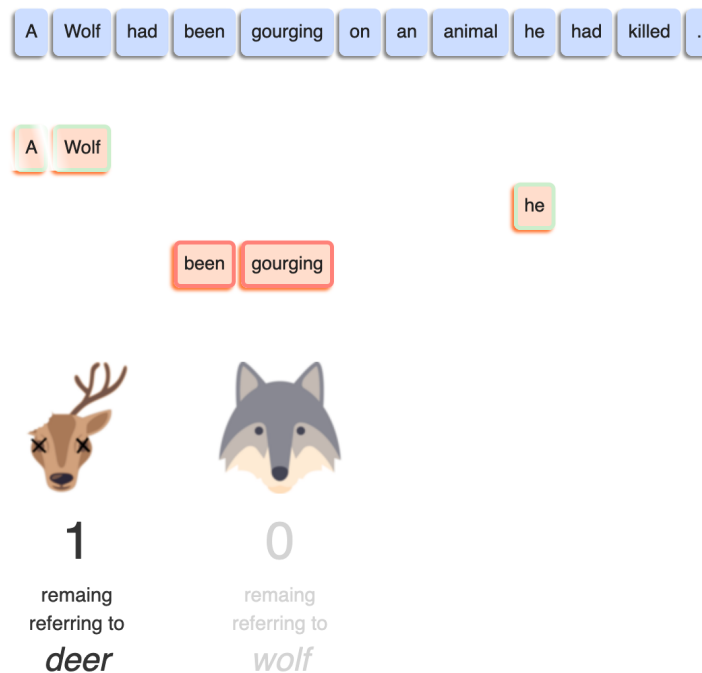 A Wolf had been gourging on an animal he had killed .
A Wolf
he
been gourging
1 0
remaing remaing
referring to referring to
deer wolf